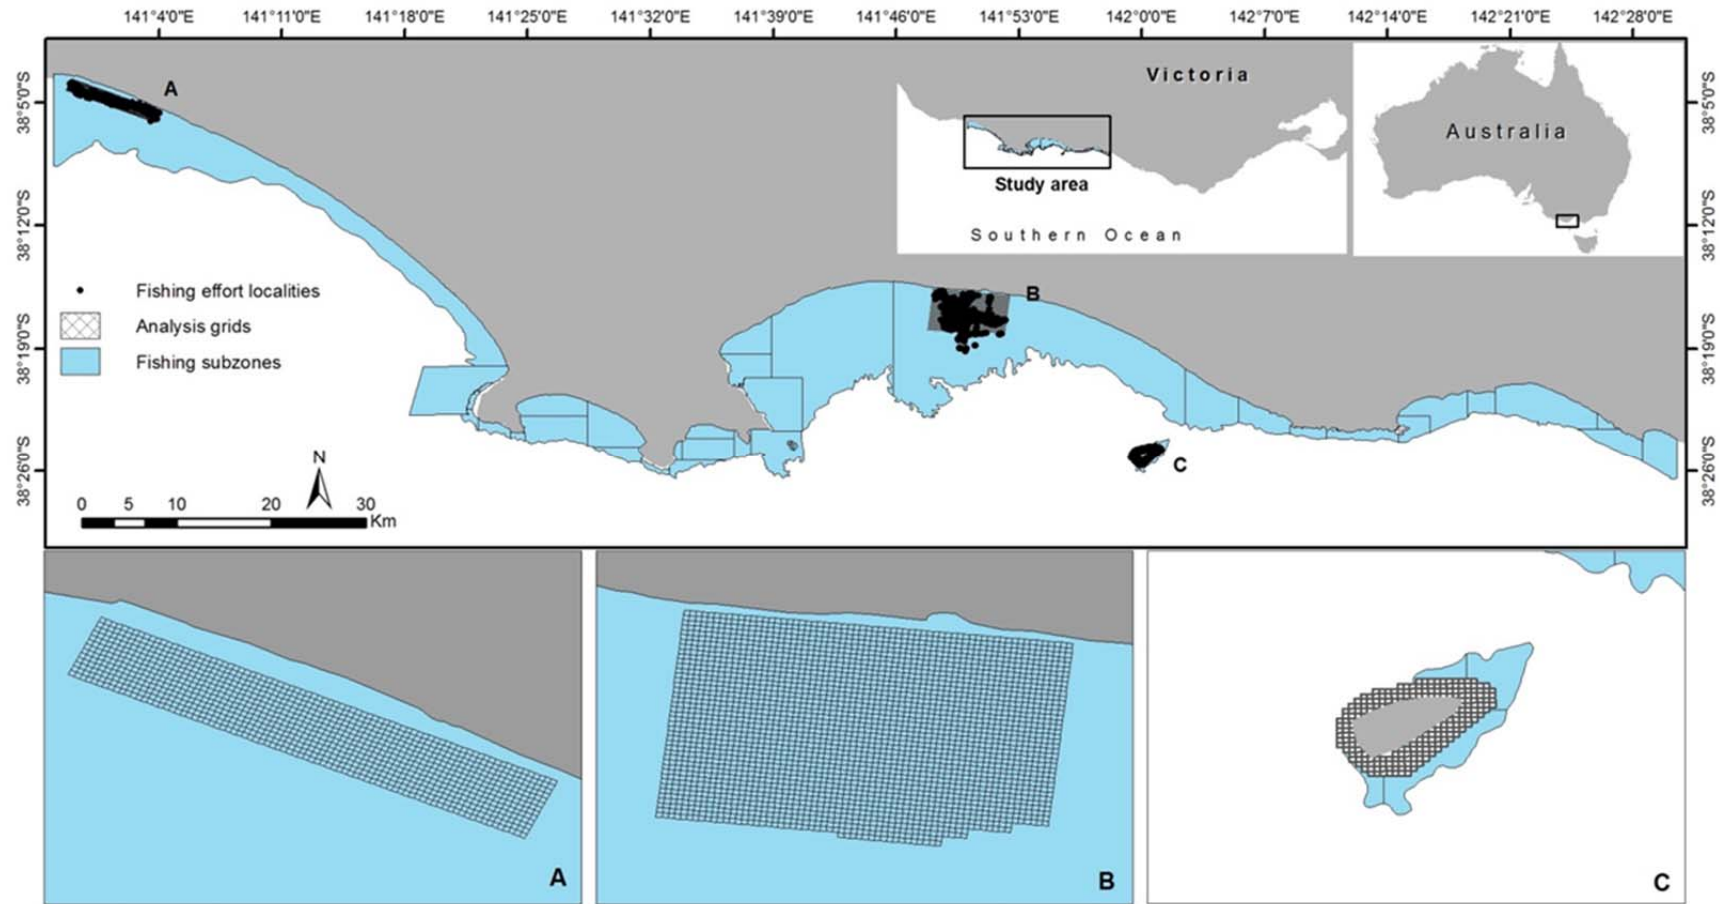 141°4'0"E 141°11'0"E 141°18'0"E 141°25'0"E 141°32'0"E 141°39'0"E 141°46'0"E 141°53'0"E 142°0'0"E 142°7'0"E 142°14'0"E 142°21'0"E 142°28'0"E
38°5'0"S
38°12'0"S
38°19'0"S
38°26'0"S
A
Victoria
Study area
Southern Ocean
Australia
38°5'0"S
38°12'0"S
38°19'0"S
38°26'0"S
Fishing effort localities
Analysis grids
Fishing subzones
B
C
N
0 5 10 20 30
Km
A
B
C